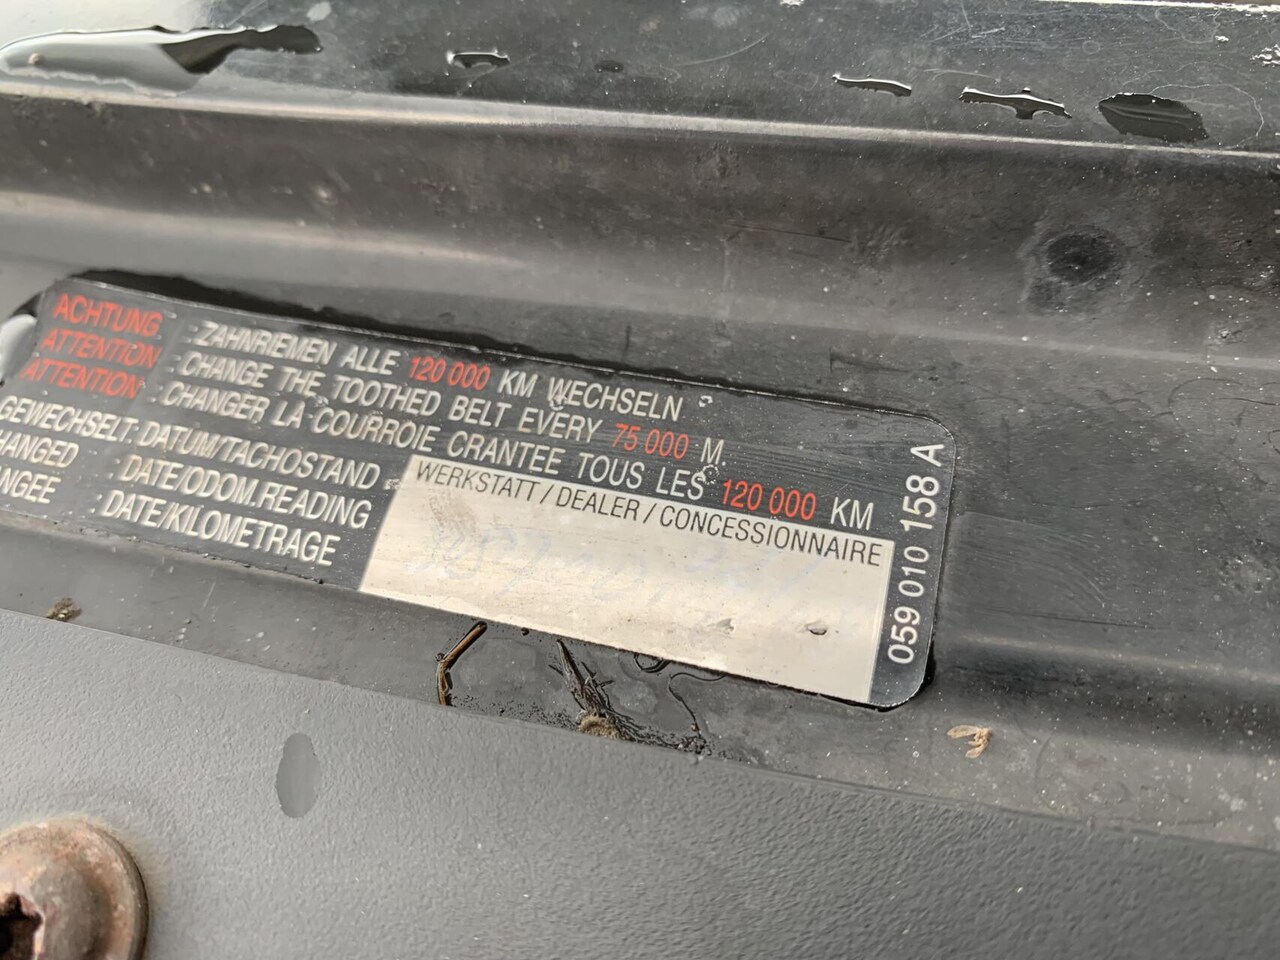 ACHTUNG : ZAHNRIEMEN ALLE 120 000 KM WECHSELN
ATTENTION : CHANGE THE TOOTHED BELT EVERY 75 000 M
ATTENTION : CHANGER LA COURROIE CRANTEE TOUS LES 120 000 KM
GEWECHSELT: DATUM/TACHOSTAND
HANGED : DATE/ODOM.READING
NGEE : DATE/KILOMETRAGE
WERKSTATT/DEALER/CONCESSIONNAIRE
059 010 158 A